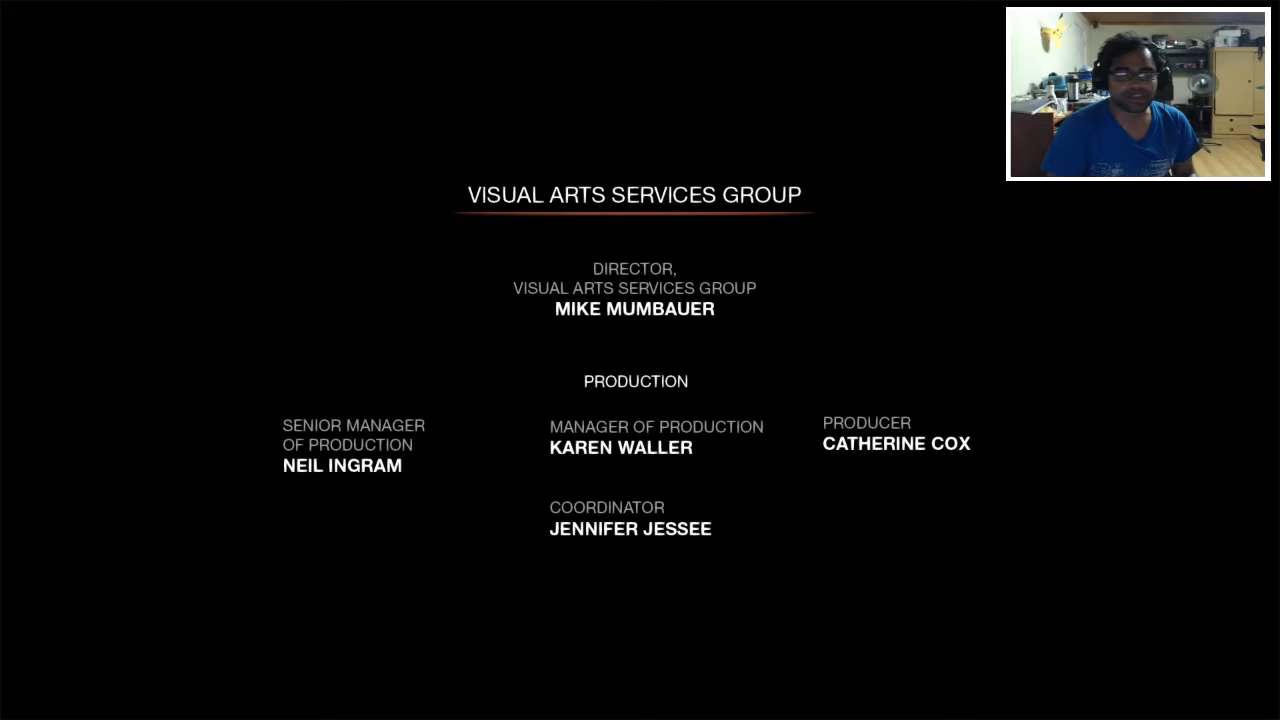 VISUAL ARTS SERVICES GROUP
DIRECTOR,
VISUAL ARTS SERVICES GROUP
MIKE MUMBAUER
PRODUCTION
SENIOR MANAGER
OF PRODUCTION
NEIL INGRAM
MANAGER OF PRODUCTION
KAREN WALLER
COORDINATOR
JENNIFER JESSEE
PRODUCER
CATHERINE COX